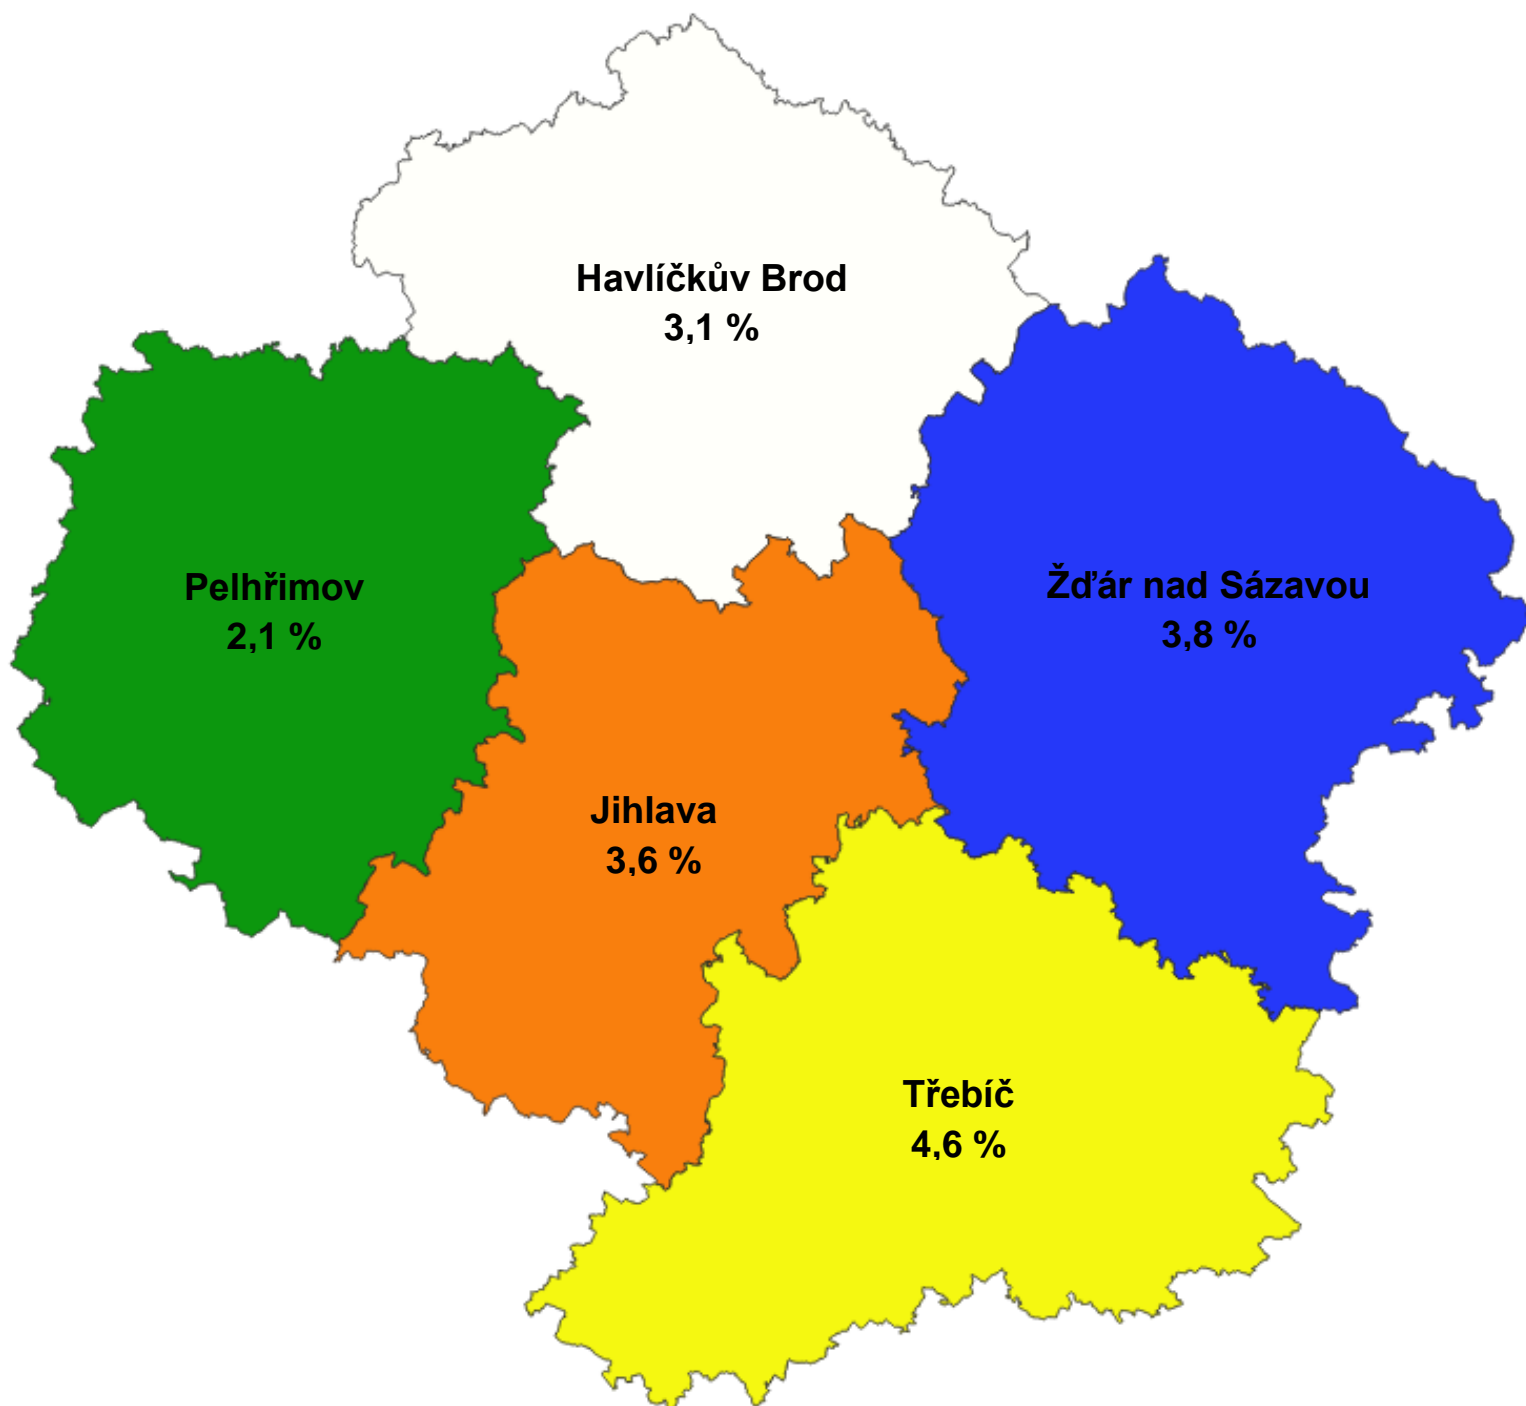 Havlíčkův Brod
3,1 %
Pelhřimov
2,1 %
Žďár nad Sázavou
3,8 %
Jihlava
3,6 %
Třebíč
4,6 %